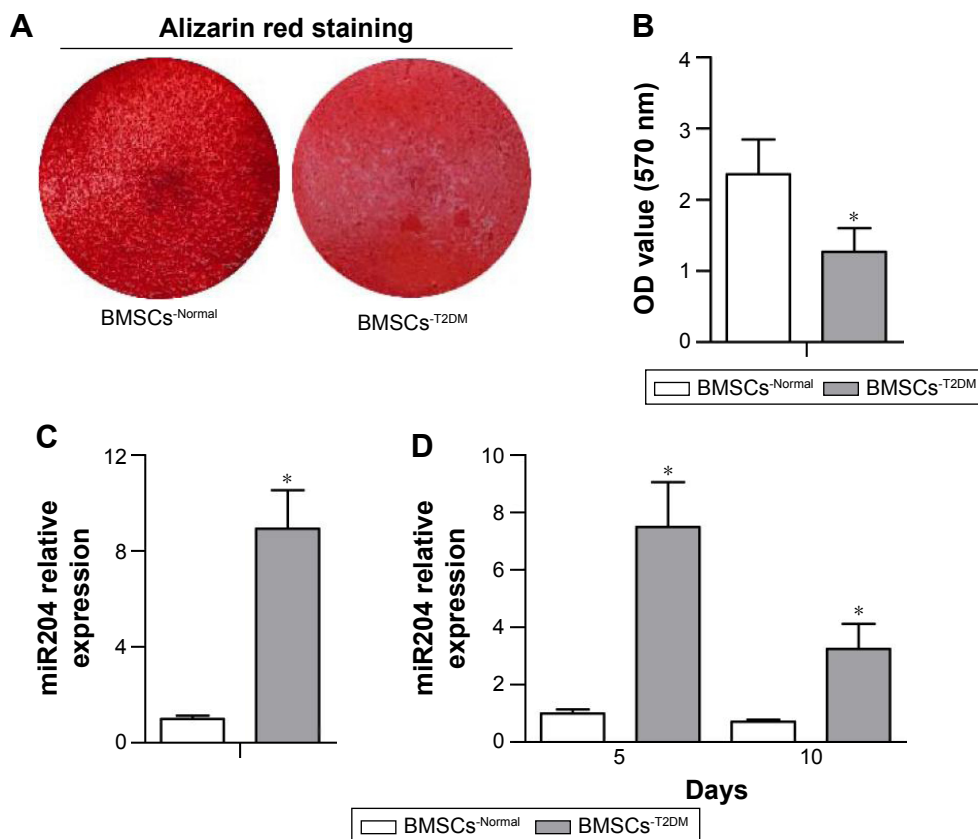 A
Alizarin red staining
BMSCs-Normal
BMSCs-T2DM
B
OD value (570 nm)
4
3
2
1
0
*
BMSCs-Normal BMSCs-T2DM
C
miR204 relative
expression
12
8
4
0
*
D
miR204 relative
expression
10
8
6
4
2
0
*
*
5 10
Days
BMSCs-Normal BMSCs-T2DM